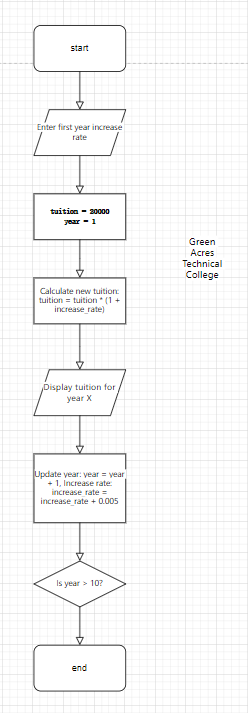 start
Enter first year increase
rate
tuition = 20000
year = 1
Green
Acres
Technical
College
Calculate new tuition:
tuition = tuition * (1 +
increase_rate)
Display tuition for
year X
Update year: year = year
+ 1, Increase rate:
increase_rate =
increase_rate + 0.005
Is year > 10?
end